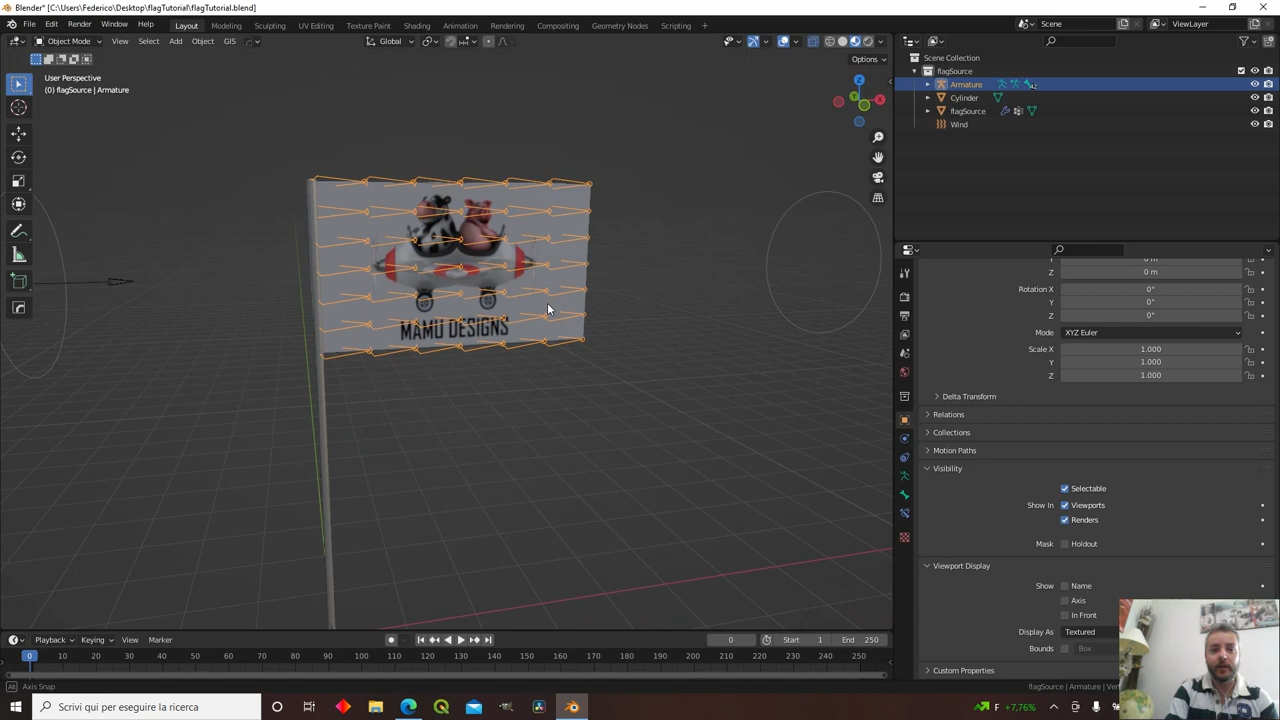 Blender* [C:\Users\Federico\Desktop\flagTutorial\flagTutorial.blend]
File Edit Render Window Help Layout Modeling Sculpting UV Editing Texture Paint Shading Animation Rendering Compositing Geometry Nodes Scripting + Scene ViewLayer
Object Mode View Select Add Object GIS Global
Options
User Perspective
(0) flagSource | Armature
Z
Y
X
MAMU DESIGNS
Scene Collection
flagSource
Armature 42
Cylinder
flagSource
Wind
Y 0 m
Z 0 m
Rotation X 0°
Y 0°
Z 0°
Mode XYZ Euler
Scale X 1.000
Y 1.000
Z 1.000
Delta Transform
Relations
Collections
Motion Paths
Visibility
Selectable
Show In Viewports
Renders
Mask Holdout
Viewport Display
Show Name
Axis
In Front
Display As Textured
Bounds Box
Custom Properties
Playback Keying View Marker 0 Start 1 End 250
0 10 20 30 40 50 60 70 80 90 100 110 120 130 140 150 160 170 180 190 200 210 220 230 240 250
Axis Snap
flagSource | Armature | Ver
Scrivi qui per eseguire la ricerca
F +7,76%